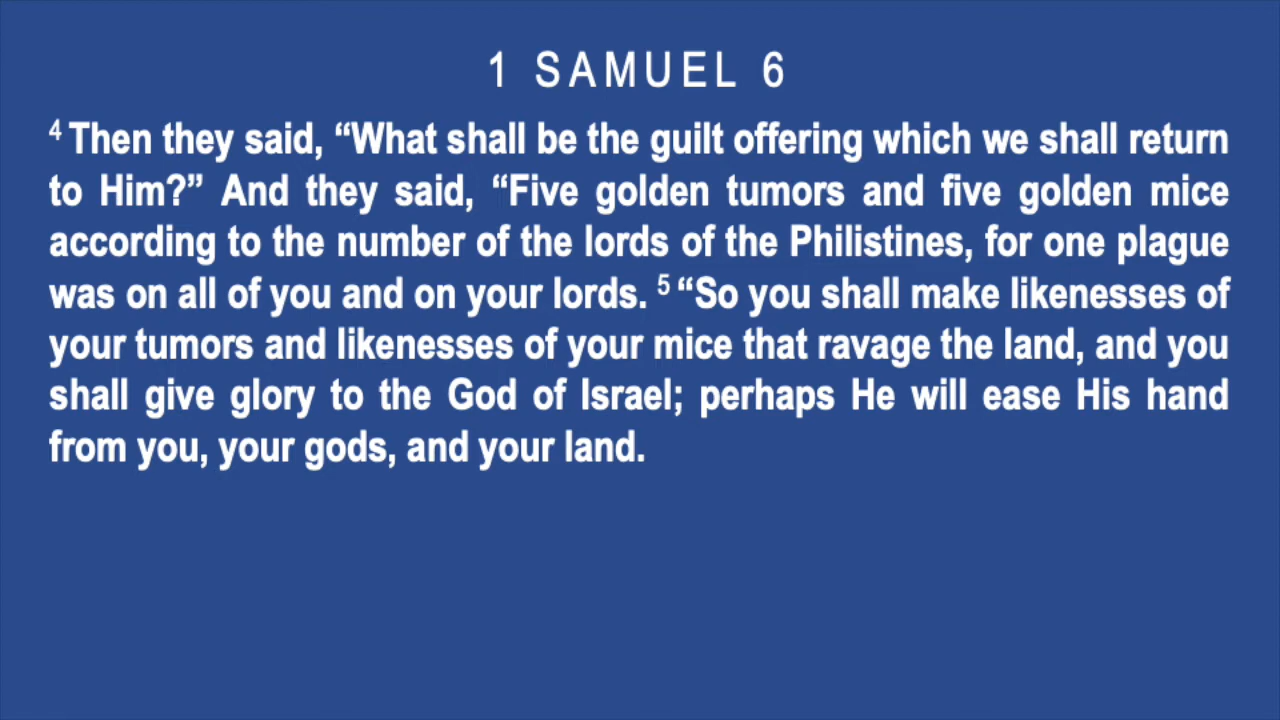 1 SAMUEL 6
4 Then they said, “What shall be the guilt offering which we shall return
to Him?” And they said, “Five golden tumors and five golden mice
according to the number of the lords of the Philistines, for one plague
was on all of you and on your lords. 5 “So you shall make likenesses of
your tumors and likenesses of your mice that ravage the land, and you
shall give glory to the God of Israel; perhaps He will ease His hand
from you, your gods, and your land.